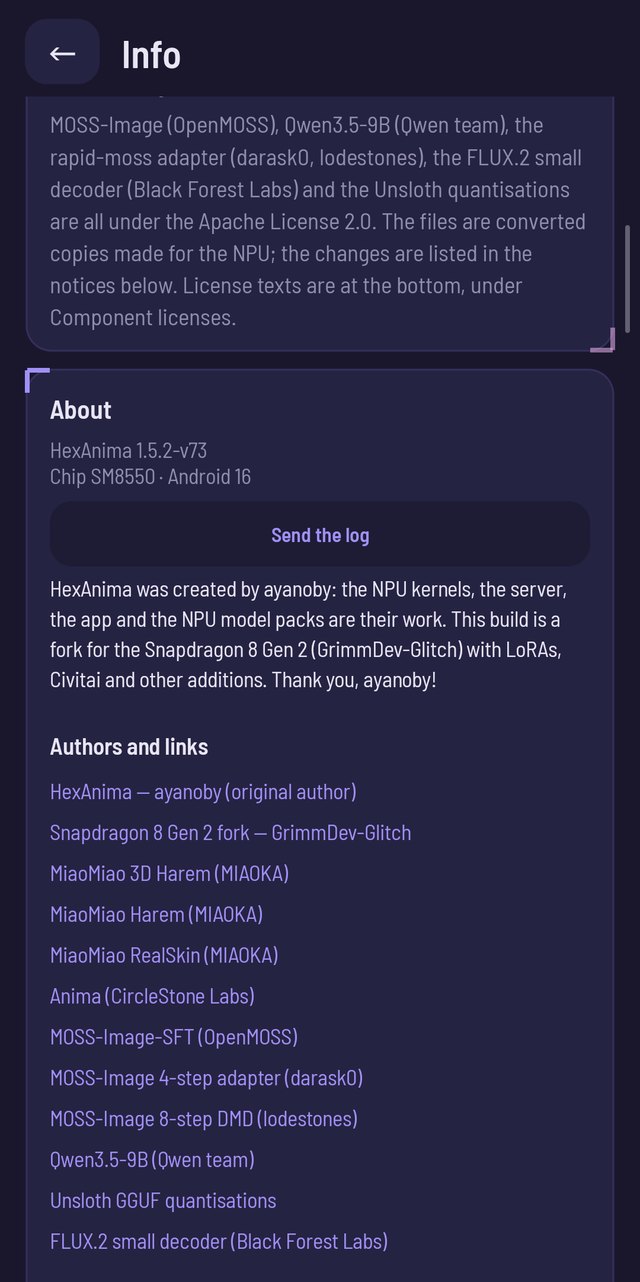 ←
Info
MOSS-Image (OpenMOSS), Qwen3.5-9B (Qwen team), the
rapid-moss adapter (darask0, lodestones), the FLUX.2 small
decoder (Black Forest Labs) and the Unsloth quantisations
are all under the Apache License 2.0. The files are converted
copies made for the NPU; the changes are listed in the
notices below. License texts are at the bottom, under
Component licenses.
About
HexAnima 1.5.2-v73
Chip SM8550 · Android 16
Send the log
HexAnima was created by ayanoby: the NPU kernels, the server,
the app and the NPU model packs are their work. This build is a
fork for the Snapdragon 8 Gen 2 (GrimmDev-Glitch) with LoRAs,
Civitai and other additions. Thank you, ayanoby!
Authors and links
HexAnima — ayanoby (original author)
Snapdragon 8 Gen 2 fork — GrimmDev-Glitch
MiaoMiao 3D Harem (MIAOKA)
MiaoMiao Harem (MIAOKA)
MiaoMiao RealSkin (MIAOKA)
Anima (CircleStone Labs)
MOSS-Image-SFT (OpenMOSS)
MOSS-Image 4-step adapter (darask0)
MOSS-Image 8-step DMD (lodestones)
Qwen3.5-9B (Qwen team)
Unsloth GGUF quantisations
FLUX.2 small decoder (Black Forest Labs)